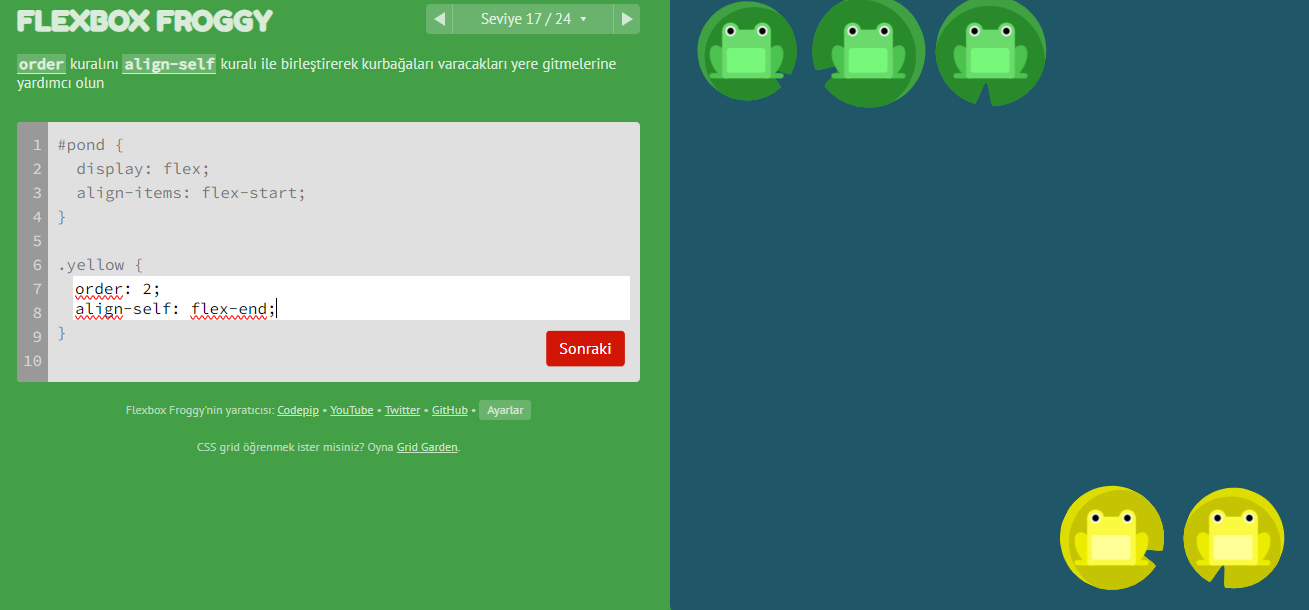 FLEXBOX FROGGY
Seviye 17 / 24
order kuralını align-self kuralı ile birleştirerek kurbağaları varacakları yere gitmelerine
yardımcı olun
1 #pond {
2 display: flex;
3 align-items: flex-start;
4 }
5
6 .yellow {
7 order: 2;
8 align-self: flex-end;
9 }
10
Sonraki
Flexbox Froggy'nin yaratıcısı: Codepip • YouTube • Twitter • GitHub • Ayarlar
CSS grid öğrenmek ister misiniz? Oyna Grid Garden.